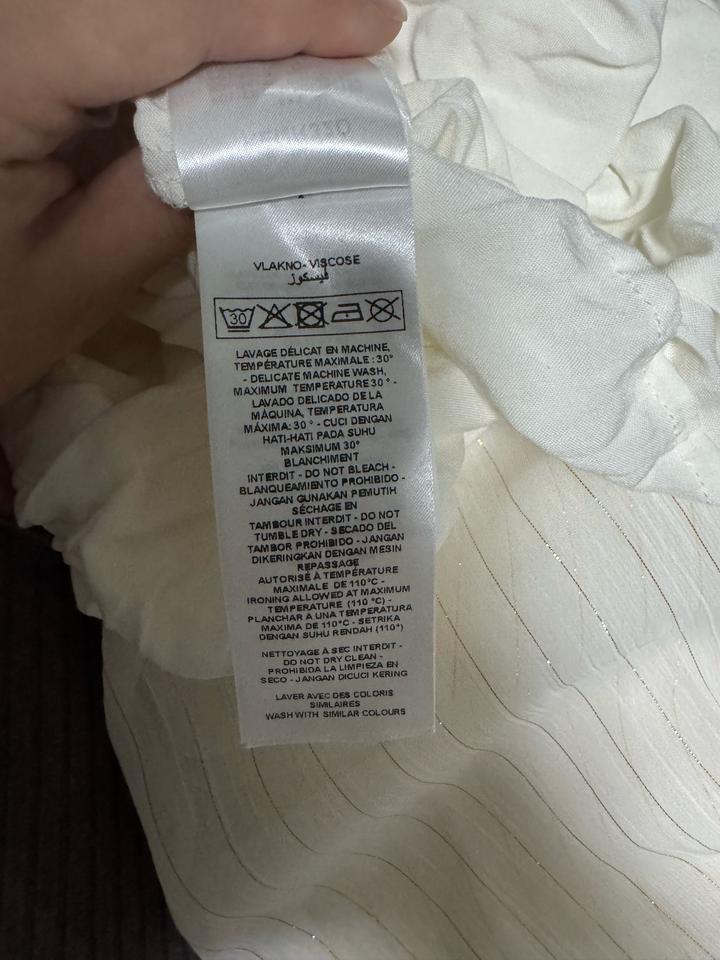 VLAKNO-VISCOSE
فيسكوز
30
LAVAGE DÉLICAT EN MACHINE,
TEMPÉRATURE MAXIMALE : 30°
- DELICATE MACHINE WASH,
MAXIMUM TEMPERATURE 30° -
LAVADO DELICADO DE LA
MÁQUINA, TEMPERATURA
MÁXIMA: 30° - CUCI DENGAN
HATI-HATI PADA SUHU
MAKSIMUM 30°
BLANCHIMENT
INTERDIT - DO NOT BLEACH -
BLANQUEAMIENTO PROHIBIDO -
JANGAN GUNAKAN PEMUTIH
SÉCHAGE EN
TAMBOUR INTERDIT - DO NOT
TUMBLE DRY - SECADO DEL
TAMBOR PROHIBIDO - JANGAN
DIKERINGKAN DENGAN MESIN
REPASSAGE
AUTORISÉ À TEMPÉRATURE
MAXIMALE DE 110°C -
IRONING ALLOWED AT MAXIMUM
TEMPERATURE (110 °C) -
PLANCHAR A UNA TEMPERATURA
MAXIMA DE 110°C - SETRIKA
DENGAN SUHU RENDAH (110°)
NETTOYAGE À SEC INTERDIT -
DO NOT DRY CLEAN -
PROHIBIDA LA LIMPIEZA EN
SECO - JANGAN DICUCI KERING
LAVER AVEC DES COLORIS
SIMILAIRES
WASH WITH SIMILAR COLOURS